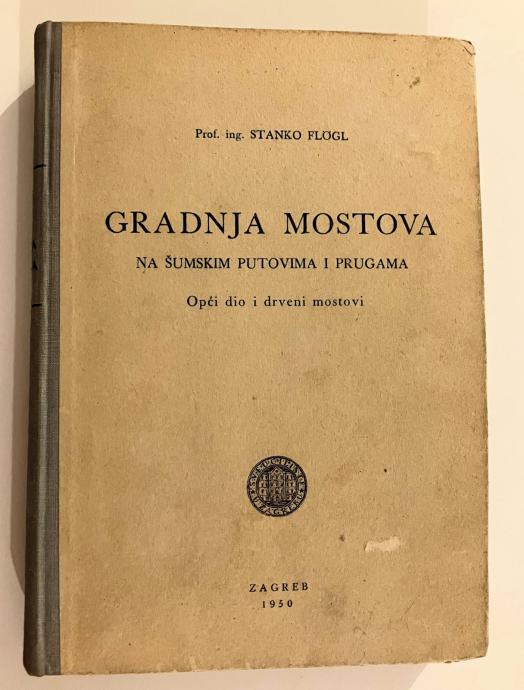 Prof. ing. STANKO FLÖGL
GRADNJA MOSTOVA
NA ŠUMSKIM PUTOVIMA I PRUGAMA
Opći dio i drveni mostovi
ZAGREB
1950